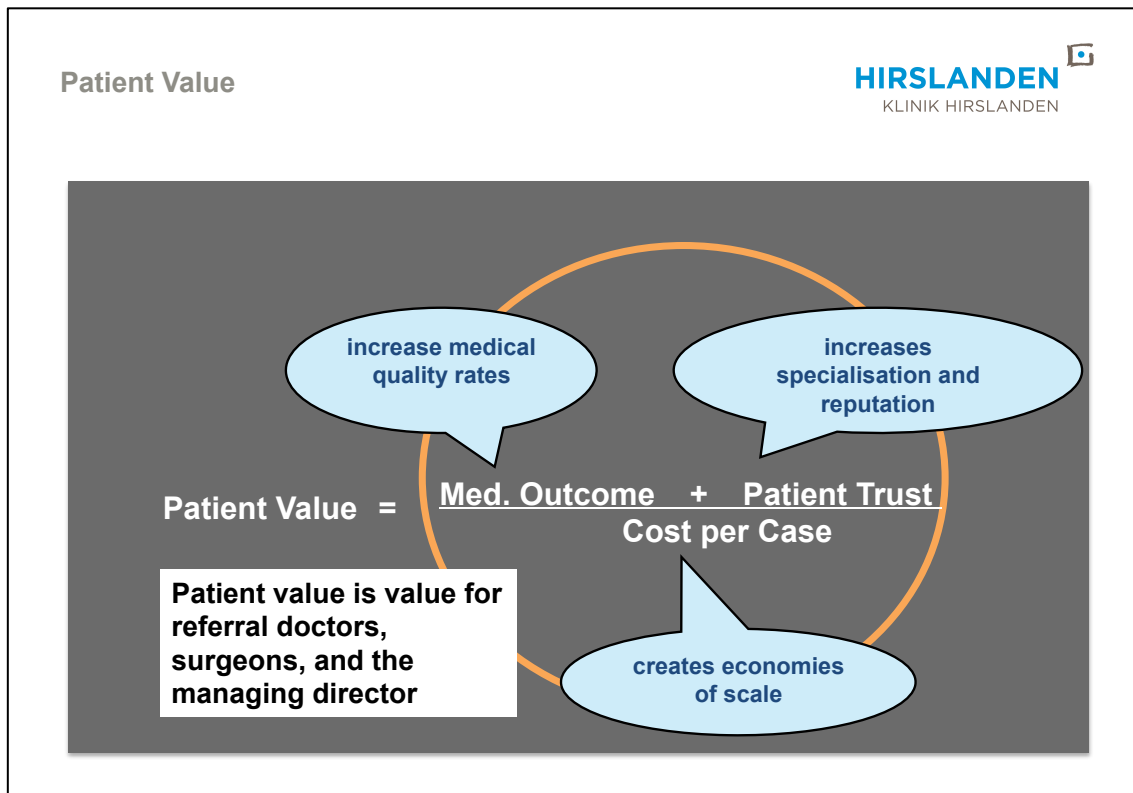 Patient Value
HIRSLANDEN
KLINIK HIRSLANDEN
increase medical
quality rates
increases
specialisation and
reputation
Patient Value = Med. Outcome + Patient Trust
Cost per Case
Patient value is value for
referral doctors,
surgeons, and the
managing director
creates economies
of scale